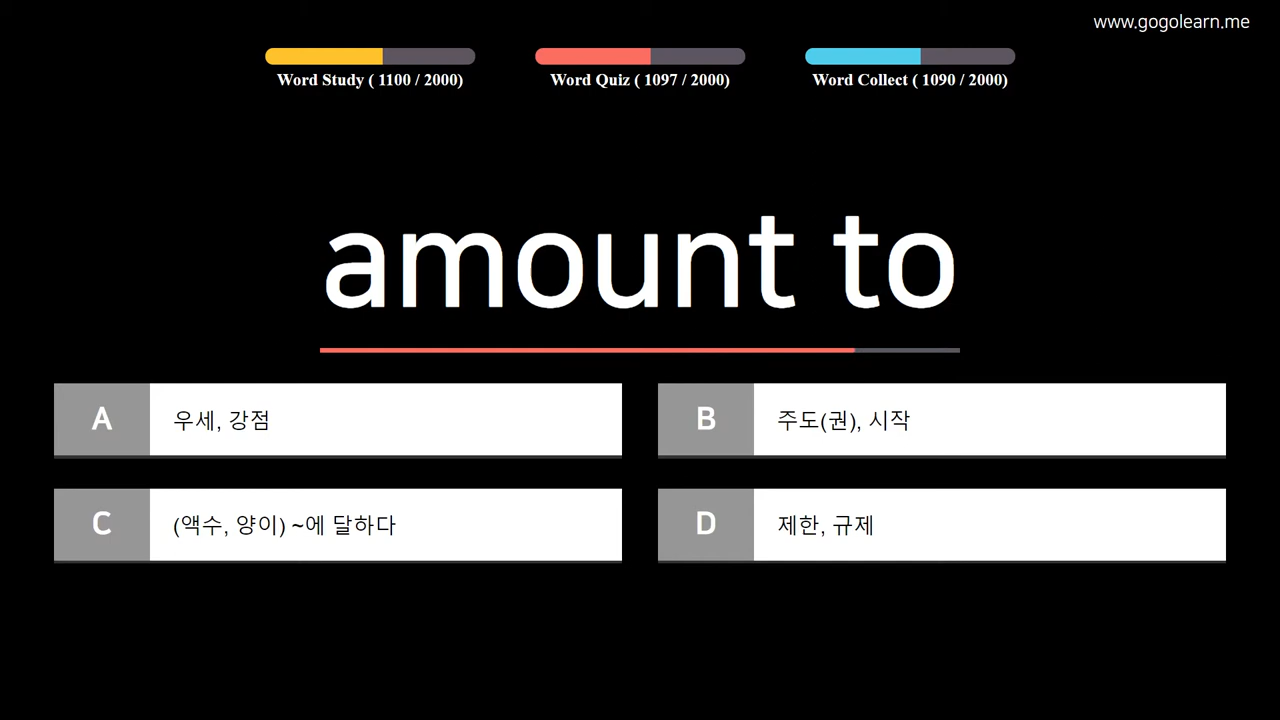 www.gogolearn.me
Word Study ( 1100 / 2000)
Word Quiz ( 1097 / 2000)
Word Collect ( 1090 / 2000)
amount to
A 우세, 강점
B 주도(권), 시작
C (액수, 양이) ~에 달하다
D 제한, 규제